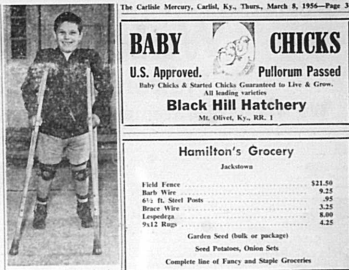 The Carlisle Mercury, Carlisl, Ky., Thurs., March 8, 1956—Page 3
BABY CHICKS
U.S. Approved. Pullorum Passed
Baby Chicks & Started Chicks Guaranteed to Live & Grow.
All leading varieties
Black Hill Hatchery
Mt. Olivet, Ky., RR. 1
Hamilton's Grocery
Jackstown
Field Fence $21.50
Barb Wire 9.25
6½ ft. Steel Posts .95
Brace Wire 3.25
Lespedeza 8.00
9x12 Rugs 4.25
Garden Seed (bulk or package)
Seed Potatoes, Onion Sets
Complete line of Fancy and Staple Groceries